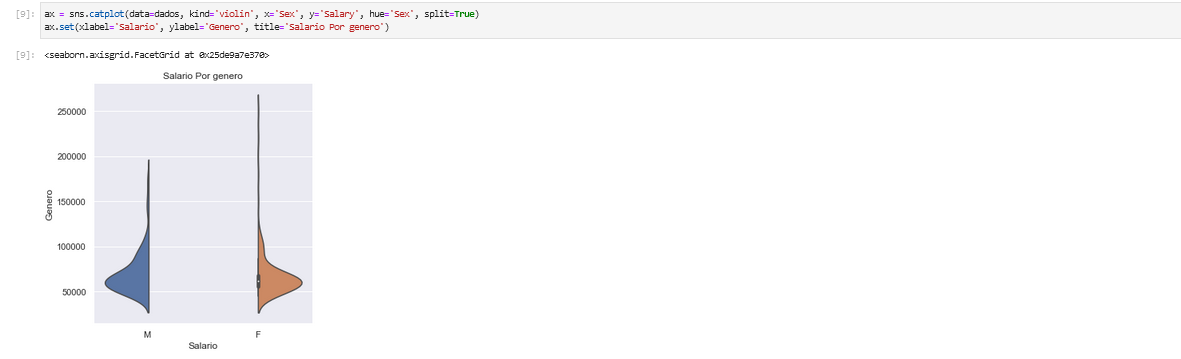 [9]: ax = sns.catplot(data=dados, kind='violin', x='Sex', y='Salary', hue='Sex', split=True)
ax.set(xlabel='Salario', ylabel='Genero', title='Salario Por genero')
[9]: <seaborn.axisgrid.FacetGrid at 0x25de9a7e370>
Salario Por genero
250000
200000
150000
100000
50000
Genero
M F
Salario